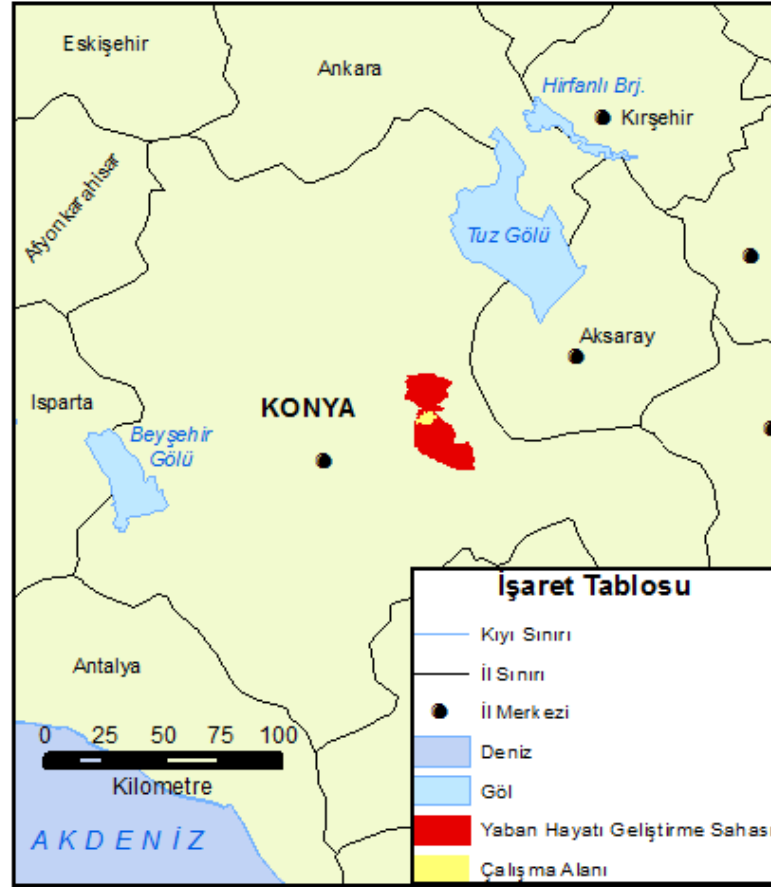 Eskişehir
Ankara
Hirfanlı Brj.
Kırşehir
Afyonkarahisar
Tuz Gölü
Aksaray
Isparta
KONYA
Beyşehir
Gölü
Antalya
0 25 50 75 100
Kilometre
AKDENİZ
İşaret Tablosu
Kıyı Sınırı
İl Sınırı
İl Merkezi
Deniz
Göl
Yaban Hayatı Geliştirme Sahası
Çalışma Alanı